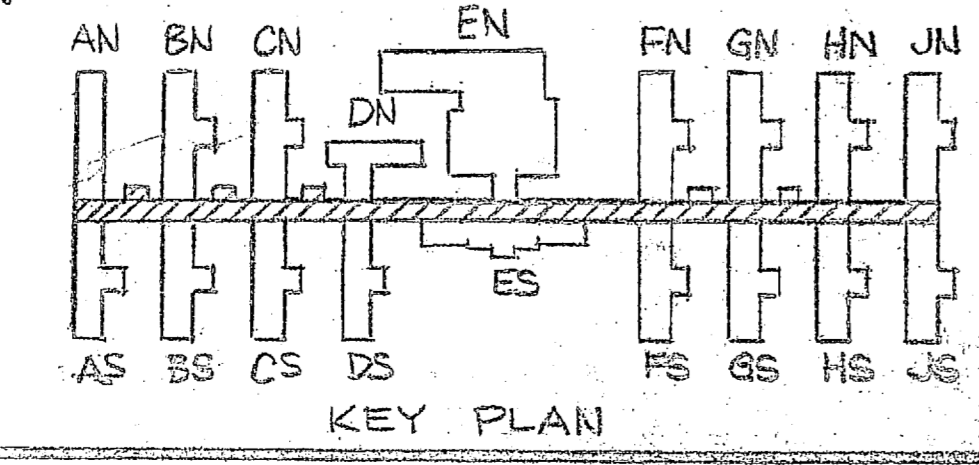 AN BN CN EN FN GN HN JN
DN
ES
AS BS CS DS FS GS HS JS
KEY PLAN